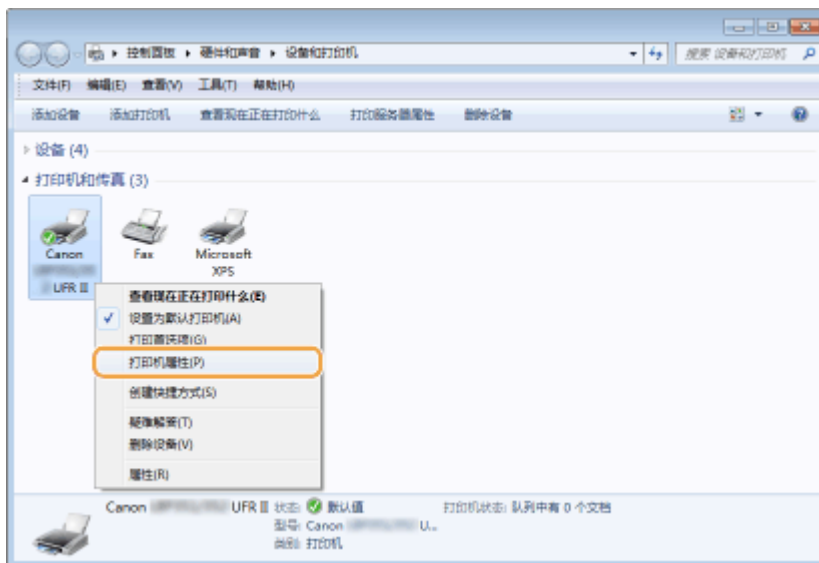 控制面板 ▸ 硬件和声音 ▸ 设备和打印机
搜索 设备和打印机
文件(F) 编辑(E) 查看(V) 工具(T) 帮助(H)
添加设备 添加打印机 查看现在正在打印什么 打印服务器属性 删除设备
设备 (4)
打印机和传真 (3)
Canon
UFR II
Fax
Microsoft
XPS
查看现在正在打印什么(E)
设置为默认打印机(A)
打印首选项(G)
打印机属性(P)
创建快捷方式(S)
疑难解答(T)
删除设备(V)
属性(R)
Canon UFR II 状态: 默认值 打印机状态: 队列中有 0 个文档
型号: Canon U...
类别: 打印机